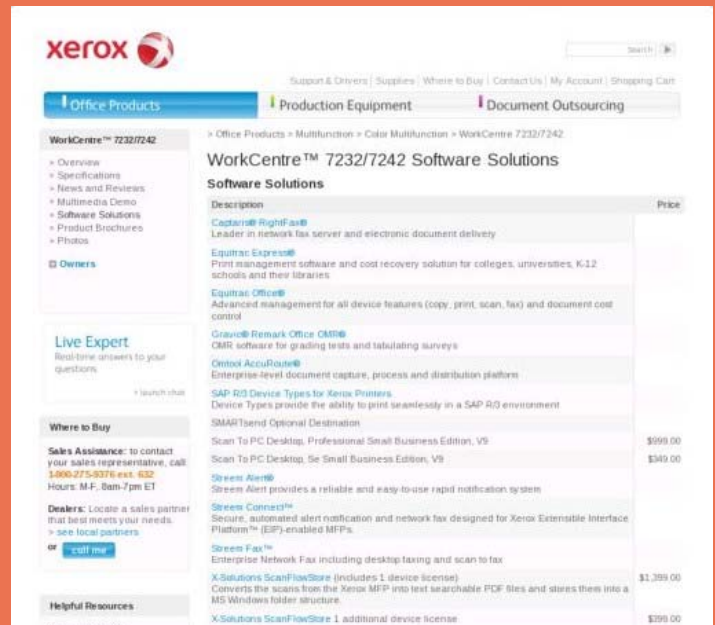 xerox
Search
Support & Drivers | Supplies | Where to Buy | Contact Us | My Account | Shopping Cart
Office Products
Production Equipment
Document Outsourcing
WorkCentre™ 7232/7242
» Overview
» Specifications
» News and Reviews
» Multimedia Demo
» Software Solutions
» Product Brochures
» Photos
Owners
Live Expert
Real-time answers to your
questions.
» launch chat
Where to Buy
Sales Assistance: to contact
your sales representative, call
1-800-275-9376 ext. 632
Hours: M-F, 8am-7pm ET
Dealers: Locate a sales partner
that best meets your needs.
» see local partners
or call me
Helpful Resources
> Office Products > Multifunction > Color Multifunction > WorkCentre 7232/7242
WorkCentre™ 7232/7242 Software Solutions
Software Solutions
Description Price
Captaris® RightFax®
Leader in network fax server and electronic document delivery
Equitrac Express®
Print management software and cost recovery solution for colleges, universities, K-12
schools and their libraries
Equitrac Office®
Advanced management for all device features (copy, print, scan, fax) and document cost
control
Gravic® Remark Office OMR®
OMR software for grading tests and tabulating surveys
Omtool AccuRoute®
Enterprise-level document capture, process and distribution platform
SAP R/3 Device Types for Xerox Printers
Device Types provide the ability to print seamlessly in a SAP R/3 environment
SMARTsend Optional Destination
Scan To PC Desktop, Professional Small Business Edition, V9 $999.00
Scan To PC Desktop, Se Small Business Edition, V9 $349.00
Streem Alert®
Streem Alert provides a reliable and easy-to-use rapid notification system
Streem Connect™
Secure, automated alert notification and network fax designed for Xerox Extensible Interface
Platform™ (EIP)-enabled MFPs.
Streem Fax™
Enterprise Network Fax including desktop faxing and scan to fax
X-Solutions ScanFlowStore (includes 1 device license) $1,399.00
Converts the scans from the Xerox MFP into text searchable PDF files and stores them into a
MS Windows folder structure.
X-Solutions ScanFlowStore 1 additional device license $399.00